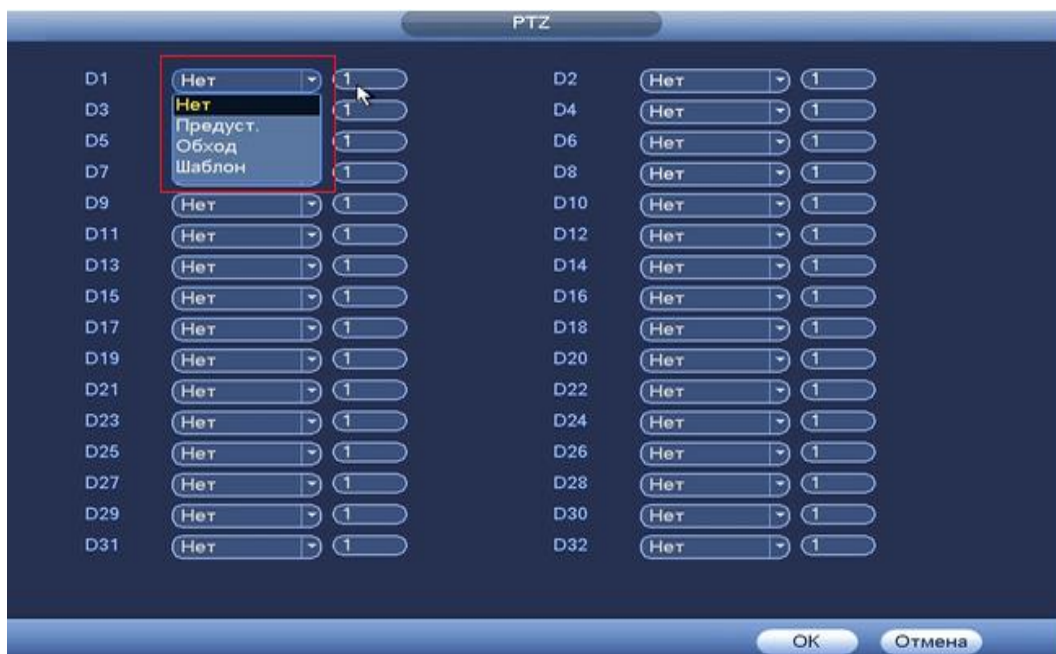 PTZ
D1 Нет 1 D2 Нет 1
Нет
D3 1 D4 Нет 1
Предуст.
D5 Обход 1 D6 Нет 1
D7 Шаблон 1 D8 Нет 1
D9 Нет 1 D10 Нет 1
D11 Нет 1 D12 Нет 1
D13 Нет 1 D14 Нет 1
D15 Нет 1 D16 Нет 1
D17 Нет 1 D18 Нет 1
D19 Нет 1 D20 Нет 1
D21 Нет 1 D22 Нет 1
D23 Нет 1 D24 Нет 1
D25 Нет 1 D26 Нет 1
D27 Нет 1 D28 Нет 1
D29 Нет 1 D30 Нет 1
D31 Нет 1 D32 Нет 1
OK Отмена